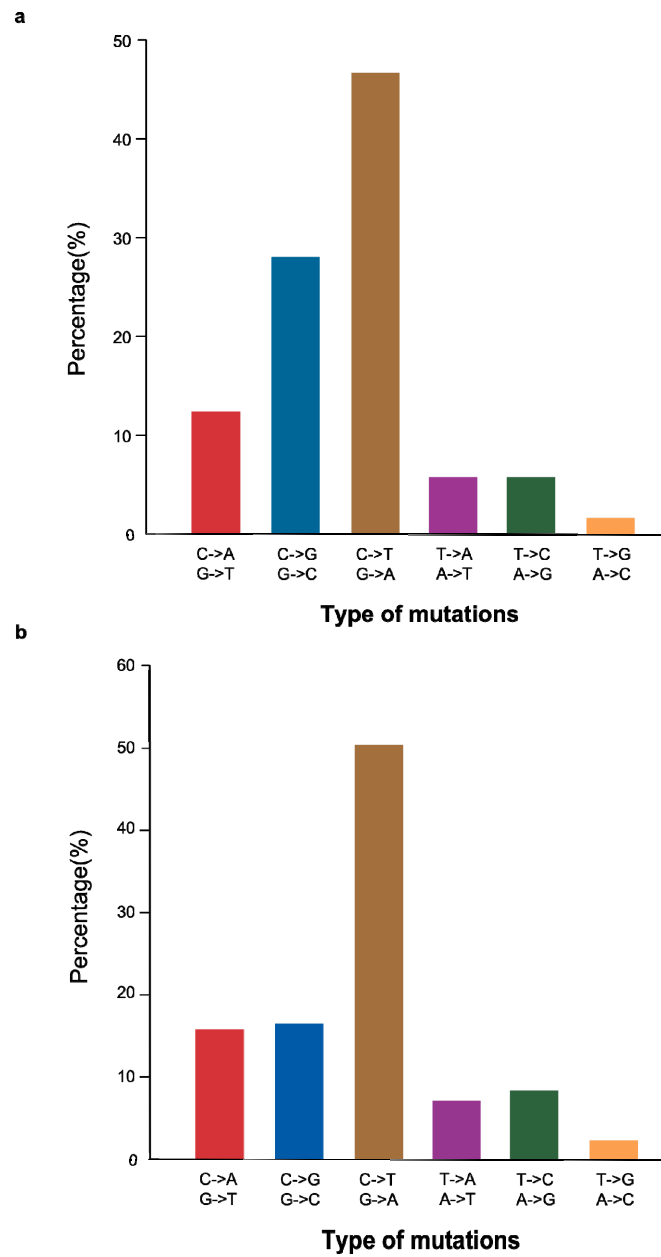 a
50
40
30
20
10
0
Percentage(%)
C->A C->G C->T T->A T->C T->G
G->T G->C G->A A->T A->G A->C
Type of mutations
b
60
50
40
30
20
10
0
Percentage(%)
C->A C->G C->T T->A T->C T->G
G->T G->C G->A A->T A->G A->C
Type of mutations